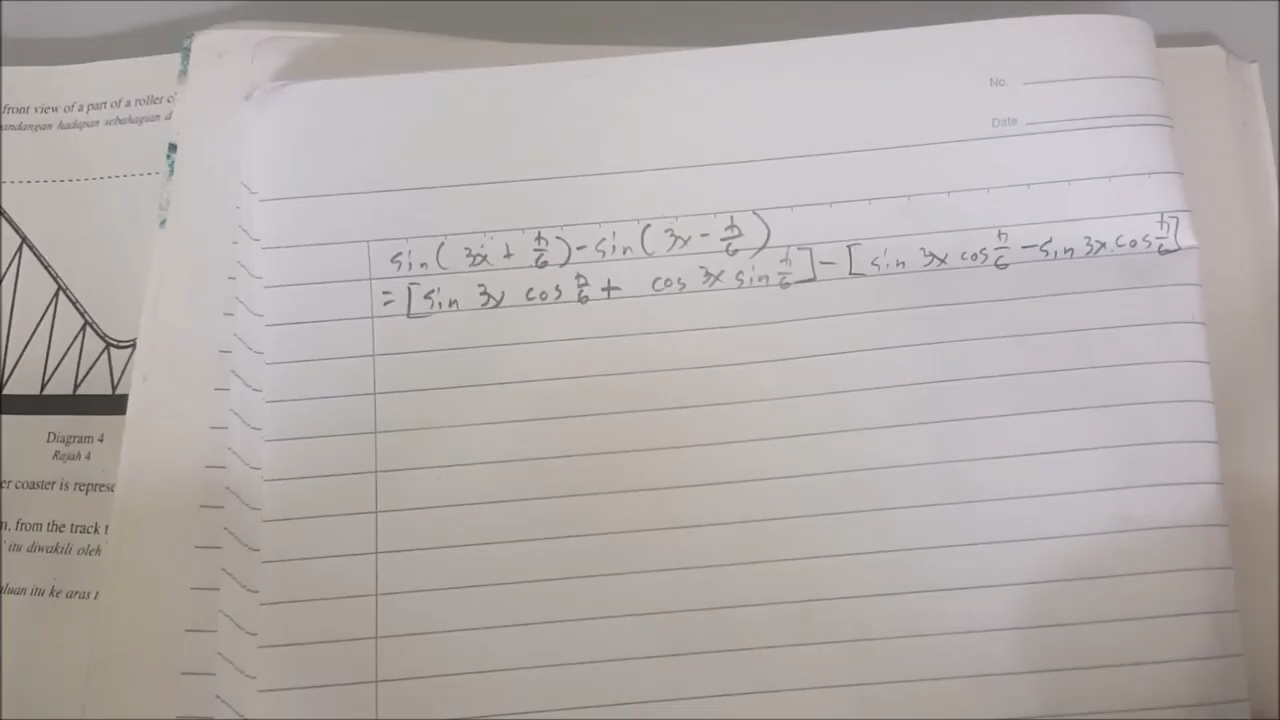 front view of a part of a roller
andangan hadapan sebahagian d
Diagram 4
Rajah 4
er coaster is represe
m, from the track t
itu diwakili oleh
aluan itu ke aras t
No.
Date
sin(3x + π/6) - sin(3x - π/6)
= [sin 3x cos π/6 + cos 3x sin π/6] - [sin 3x cos π/6 - sin 3x.cos π/6]